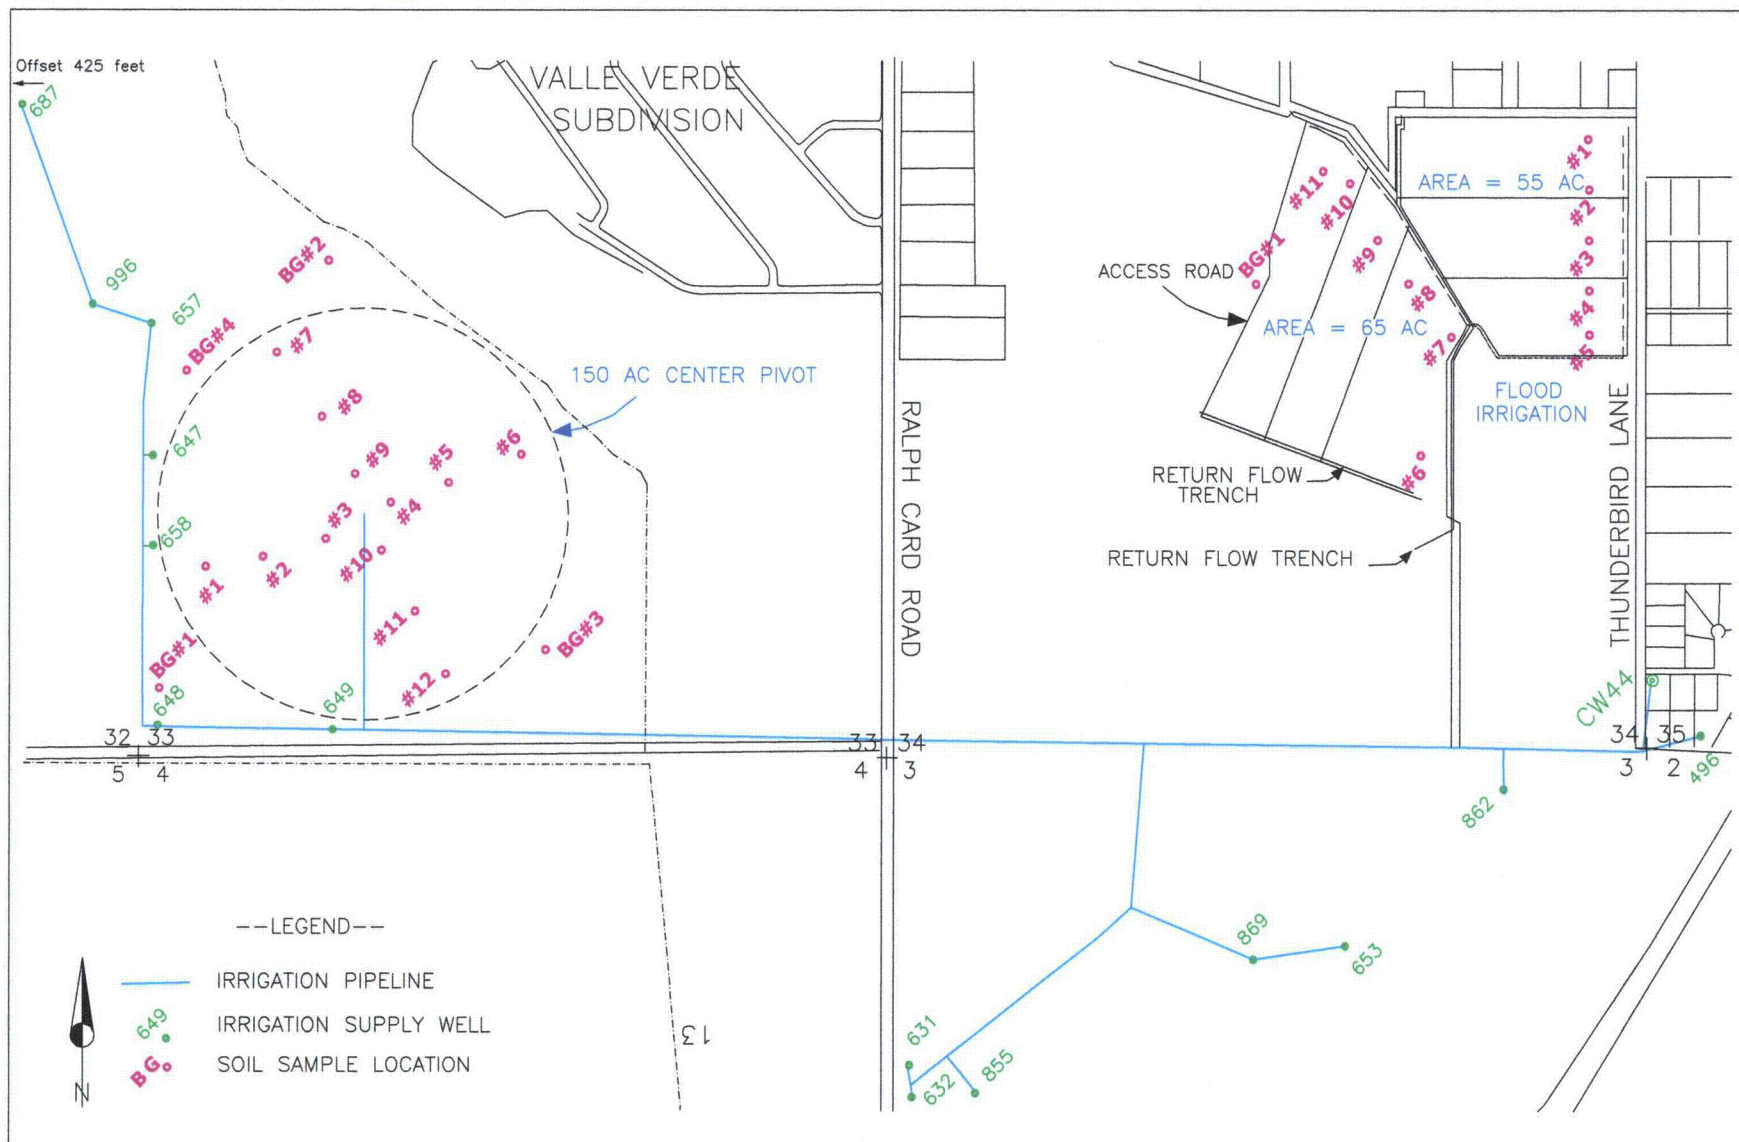 Offset 425 feet
687
VALLE VERDE
SUBDIVISION
996
657
BG#2
BG#4
#7
#8
150 AC CENTER PIVOT
647
#9
#5
#6
#3
#4
658
#1
#2
#10
#11
BG#1
BG#3
#12
648
649
32 33
5 4
RALPH CARD ROAD
33 34
4 3
#11
#10
BG#1
#9
#8
#7
#6
ACCESS ROAD
AREA = 65 AC
AREA = 55 AC
#1
#2
#3
#4
#5
FLOOD
IRRIGATION
RETURN FLOW
TRENCH
RETURN FLOW TRENCH
THUNDERBIRD LANE
CW44
34 35
3 2
496
862
869
653
631
632
855
13
--LEGEND--
IRRIGATION PIPELINE
649
IRRIGATION SUPPLY WELL
BG
SOIL SAMPLE LOCATION
N